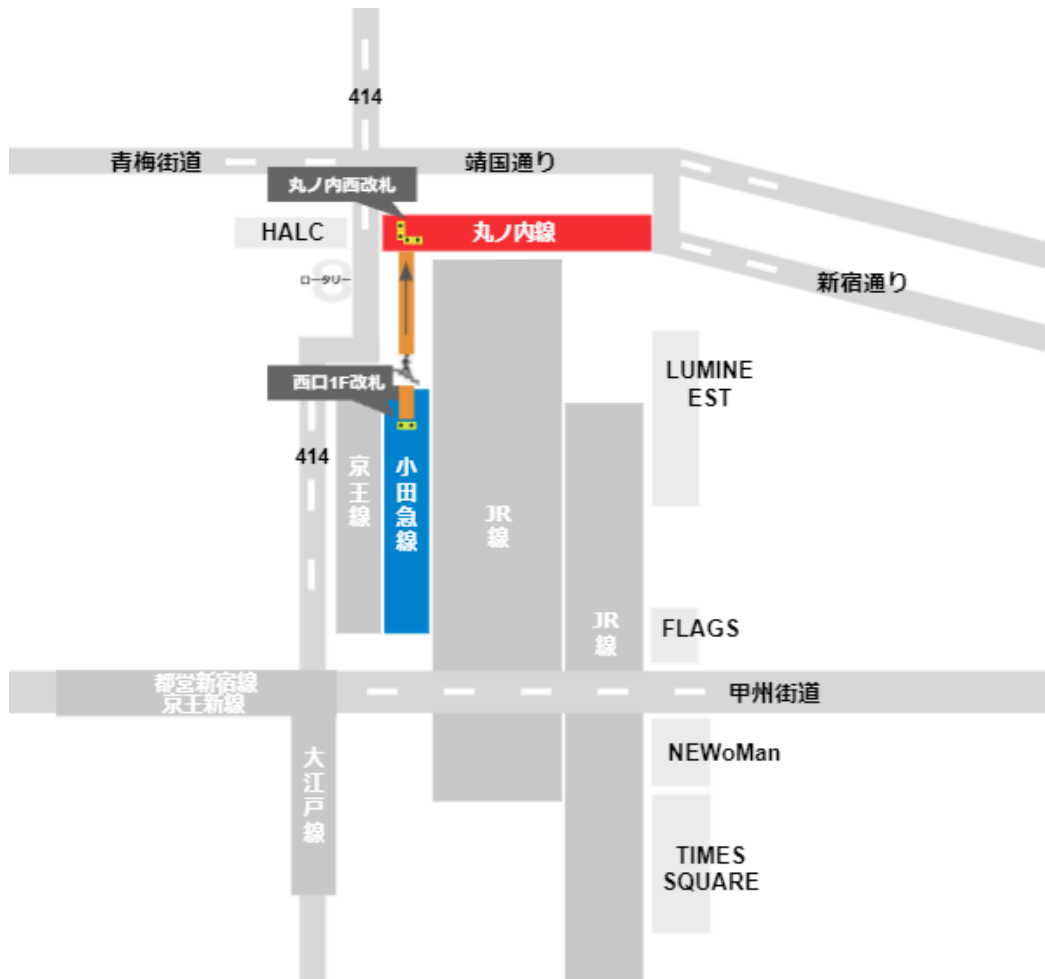 414
青梅街道
靖国通り
丸ノ内西改札
HALC
丸ノ内線
ロータリー
新宿通り
西口1F改札
LUMINE
EST
414
京王線
小田急線
JR
線
JR
線
FLAGS
都営新宿線
京王新線
甲州街道
大江戸線
NEWoMan
TIMES
SQUARE